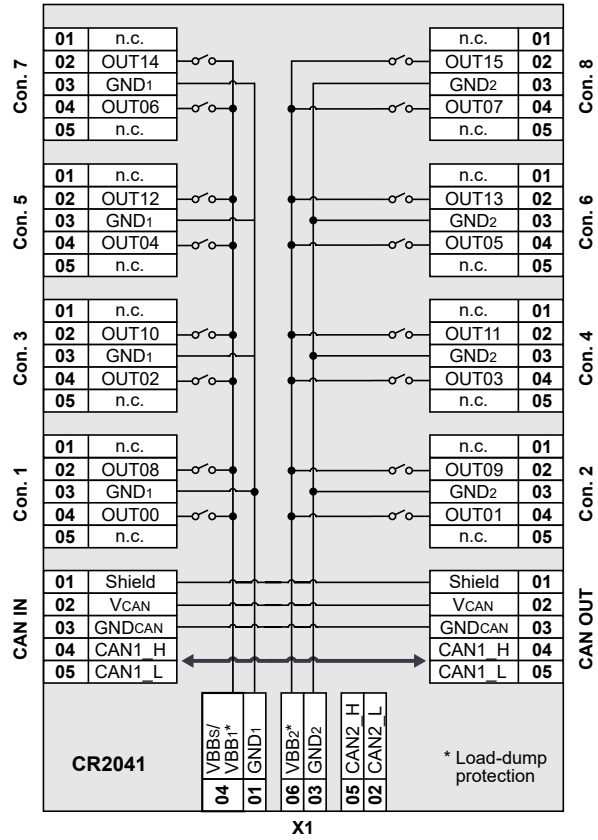 Con. 7
01 n.c.
02 OUT14
03 GND1
04 OUT06
05 n.c.
n.c. 01
OUT15 02
GND2 03
OUT07 04
n.c. 05
Con. 8
Con. 5
01 n.c.
02 OUT12
03 GND1
04 OUT04
05 n.c.
n.c. 01
OUT13 02
GND2 03
OUT05 04
n.c. 05
Con. 6
Con. 3
01 n.c.
02 OUT10
03 GND1
04 OUT02
05 n.c.
n.c. 01
OUT11 02
GND2 03
OUT03 04
n.c. 05
Con. 4
Con. 1
01 n.c.
02 OUT08
03 GND1
04 OUT00
05 n.c.
n.c. 01
OUT09 02
GND2 03
OUT01 04
n.c. 05
Con. 2
CAN IN
01 Shield
02 VCAN
03 GNDCAN
04 CAN1_H
05 CAN1_L
Shield 01
VCAN 02
GNDCAN 03
CAN1_H 04
CAN1_L 05
CAN OUT
CR2041
04 VBBS/
VBB1*
01 GND1
06 VBB2*
03 GND2
05 CAN2_H
02 CAN2_L
* Load-dump
protection
X1